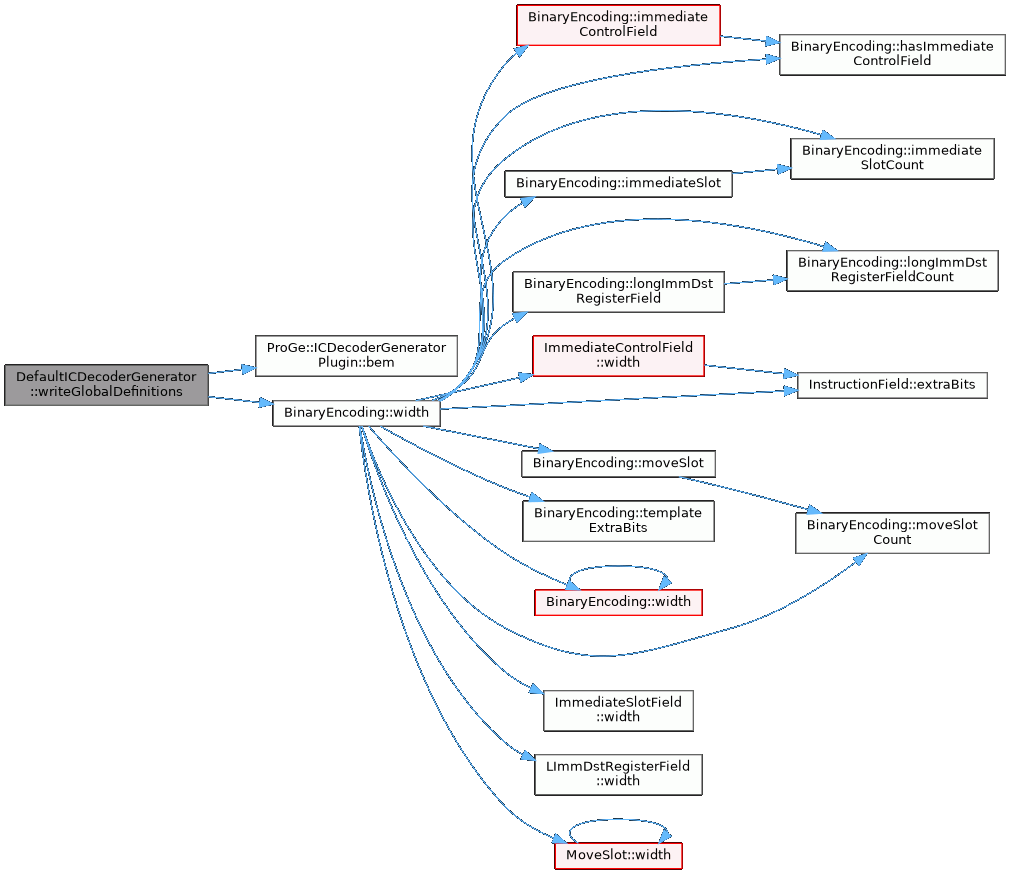 BinaryEncoding::immediate
ControlField
BinaryEncoding::hasImmediate
ControlField
BinaryEncoding::immediate
SlotCount
BinaryEncoding::immediateSlot
BinaryEncoding::longImmDst
RegisterFieldCount
BinaryEncoding::longImmDst
RegisterField
ProGe::ICDecoderGenerator
Plugin::bem
ImmediateControlField
::width
DefaultICDecoderGenerator
::writeGlobalDefinitions
InstructionField::extraBits
BinaryEncoding::width
BinaryEncoding::moveSlot
BinaryEncoding::template
ExtraBits
BinaryEncoding::moveSlot
Count
BinaryEncoding::width
ImmediateSlotField
::width
LImmDstRegisterField
::width
MoveSlot::width